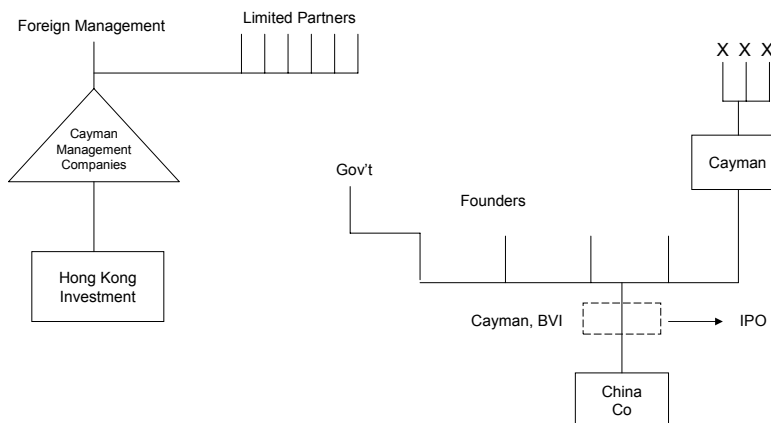 Foreign Management
Limited Partners
X X X
Cayman
Management
Companies
Cayman
Gov't
Founders
Hong Kong
Investment
Cayman, BVI
IPO
China
Co